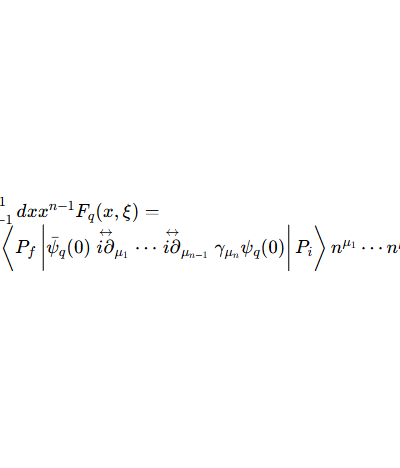 1
-1 dxx^{n-1}F_q(x, ξ) =
⟨P_f |ψ̄_q(0) i∂↔_{μ_1} ⋯ i∂↔_{μ_{n-1}} γ_{μ_n}ψ_q(0)| P_i⟩ n^{μ_1} ⋯ n